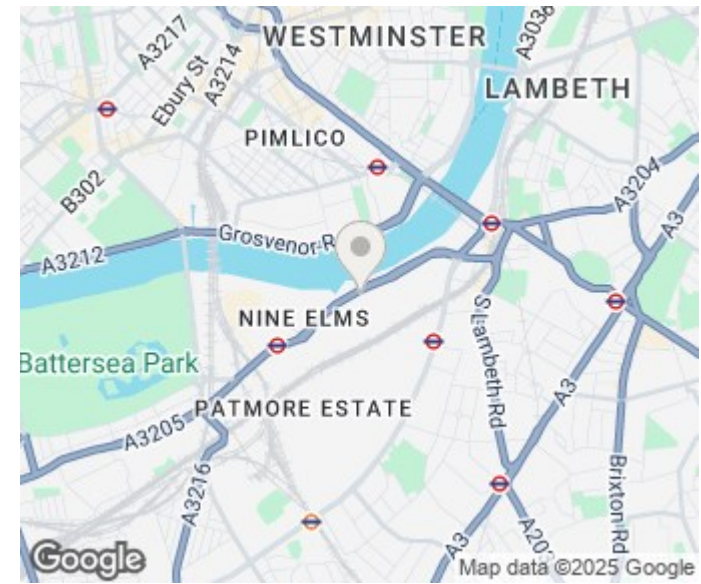 A3217
A3214
Ebury St
WESTMINSTER
A3036
LAMBETH
PIMLICO
B302
A3204
A3
Grosvenor R
A3212
NINE ELMS
Battersea Park
S Lambeth Rd
PATMORE ESTATE
A3205
A3
A3216
Brixton Rd
A3
A203
Google
Map data ©2025 Google